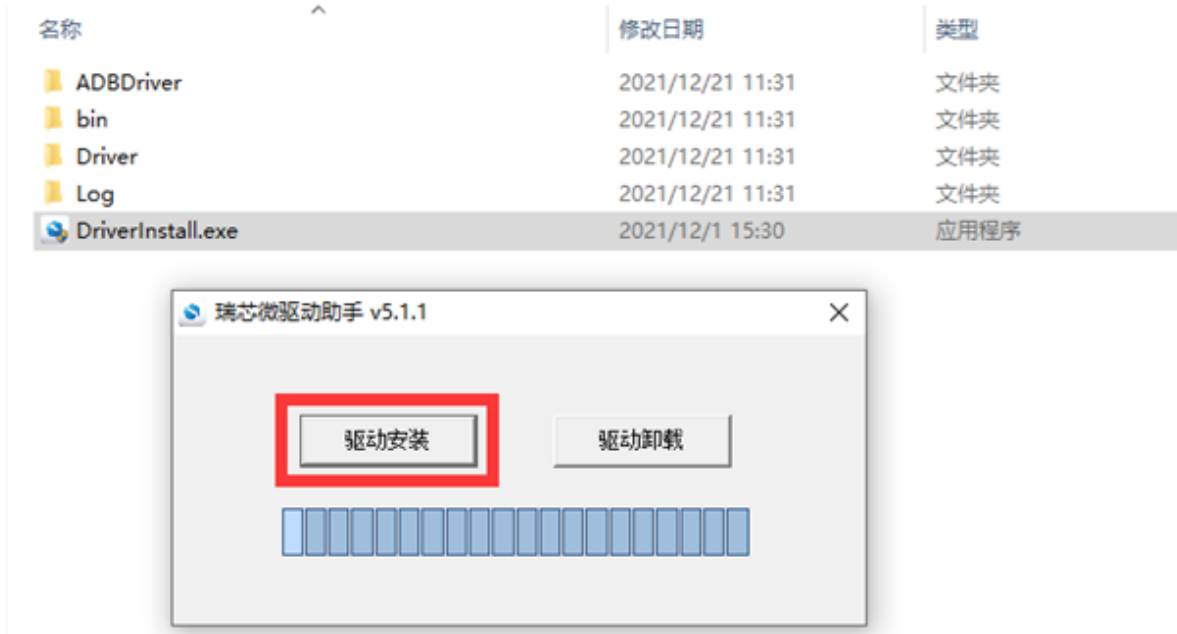 名称 修改日期 类型
ADBDriver 2021/12/21 11:31 文件夹
bin 2021/12/21 11:31 文件夹
Driver 2021/12/21 11:31 文件夹
Log 2021/12/21 11:31 文件夹
DriverInstall.exe 2021/12/1 15:30 应用程序
瑞芯微驱动助手 v5.1.1
驱动安装 驱动卸载